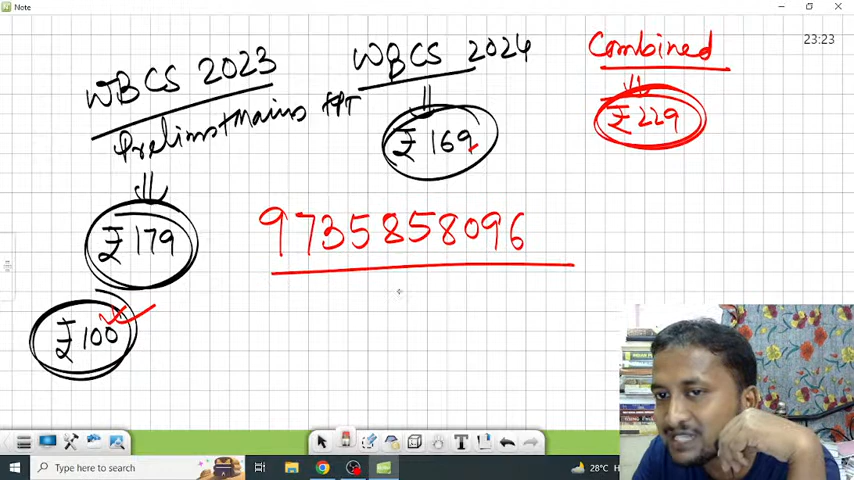 Note
23:23
WBCS 2023
Prelims+Mains PPT
₹179
₹100
WBCS 2024
₹169
Combined
₹229
9735858096
Type here to search
28°C H